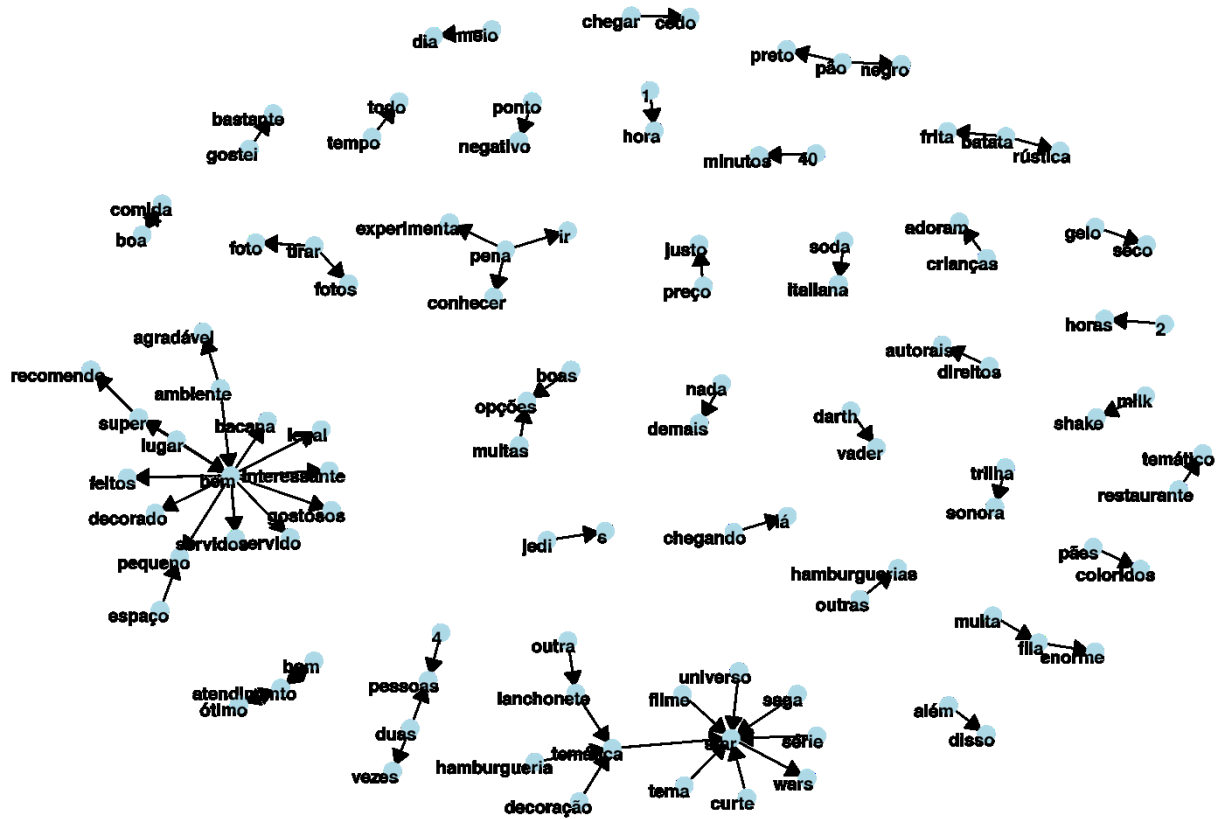 chegar
cedo
dia
meio
preto
pão
negro
bastante
gostei
todo
tempo
ponto
negativo
1
hora
minutos
40
frita
batata
rústica
comida
boa
foto
tirar
fotos
experimentar
pena
ir
conhecer
justo
preço
soda
italiana
adoram
crianças
gelo
seco
horas
2
agradável
recomendo
ambiente
super
lugar
bacana
legal
bem
feitos
interessante
decorado
gostosos
servidos
servido
pequeno
espaço
boas
opções
muitas
nada
demais
autorais
direitos
darth
vader
milk
shake
trilha
sonora
temático
restaurante
jedi
s
chegando
lá
hamburguerias
outras
pães
coloridos
muita
fila
enorme
bom
atendimento
ótimo
4
pessoas
duas
vezes
outra
lanchonete
temática
hamburgueria
decoração
universo
filme
saga
star
série
tema
curte
wars
além
disso